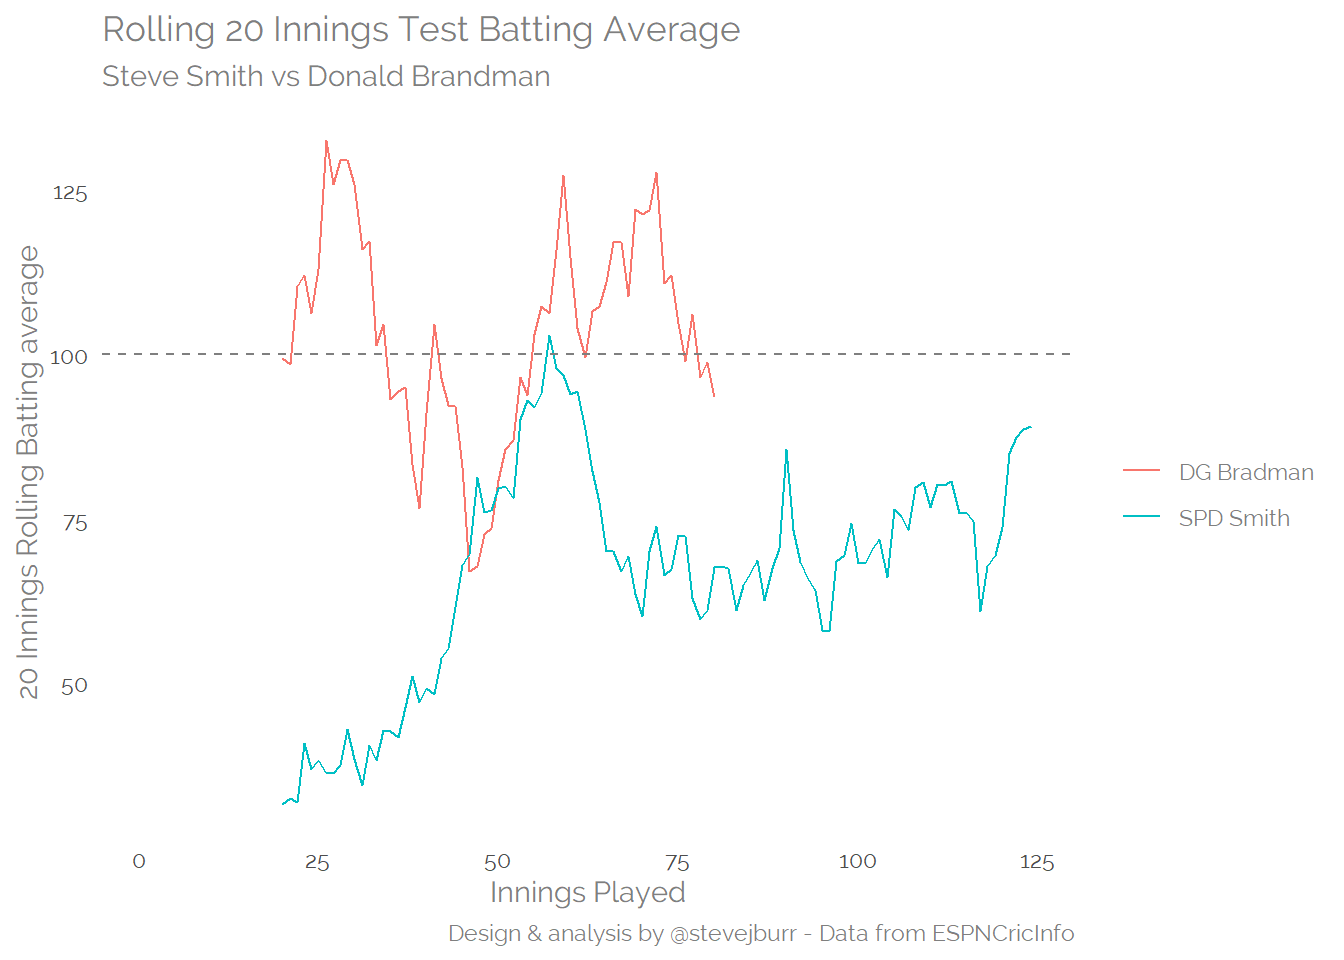 Rolling 20 Innings Test Batting Average
Steve Smith vs Donald Brandman
20 Innings Rolling Batting average
125
100
75
50
0 25 50 75 100 125
Innings Played
DG Bradman
SPD Smith
Design & analysis by @stevejburr - Data from ESPNCricInfo